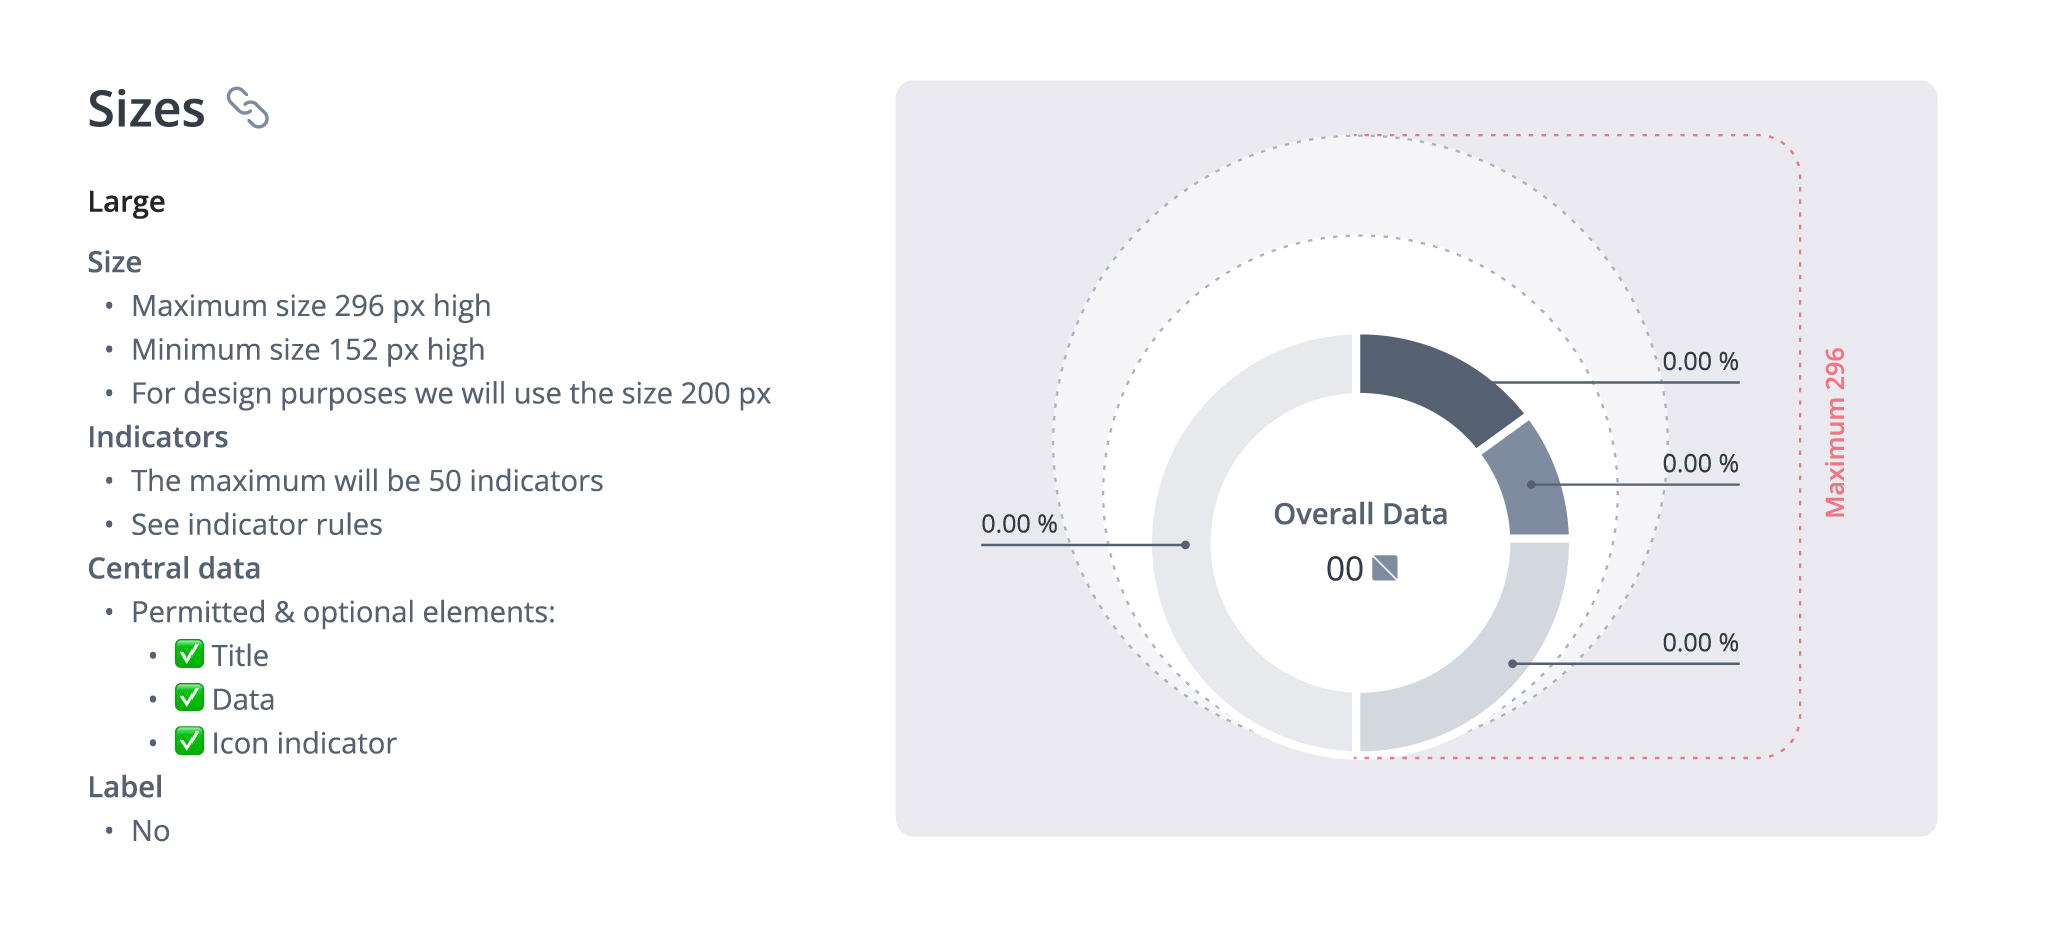 Sizes
Large
Size
• Maximum size 296 px high
• Minimum size 152 px high
• For design purposes we will use the size 200 px
Indicators
• The maximum will be 50 indicators
• See indicator rules
Central data
• Permitted & optional elements:
• ✅ Title
• ✅ Data
• ✅ Icon indicator
Label
• No
0.00 %
0.00 %
0.00 %
0.00 %
Overall Data
00
Maximum 296